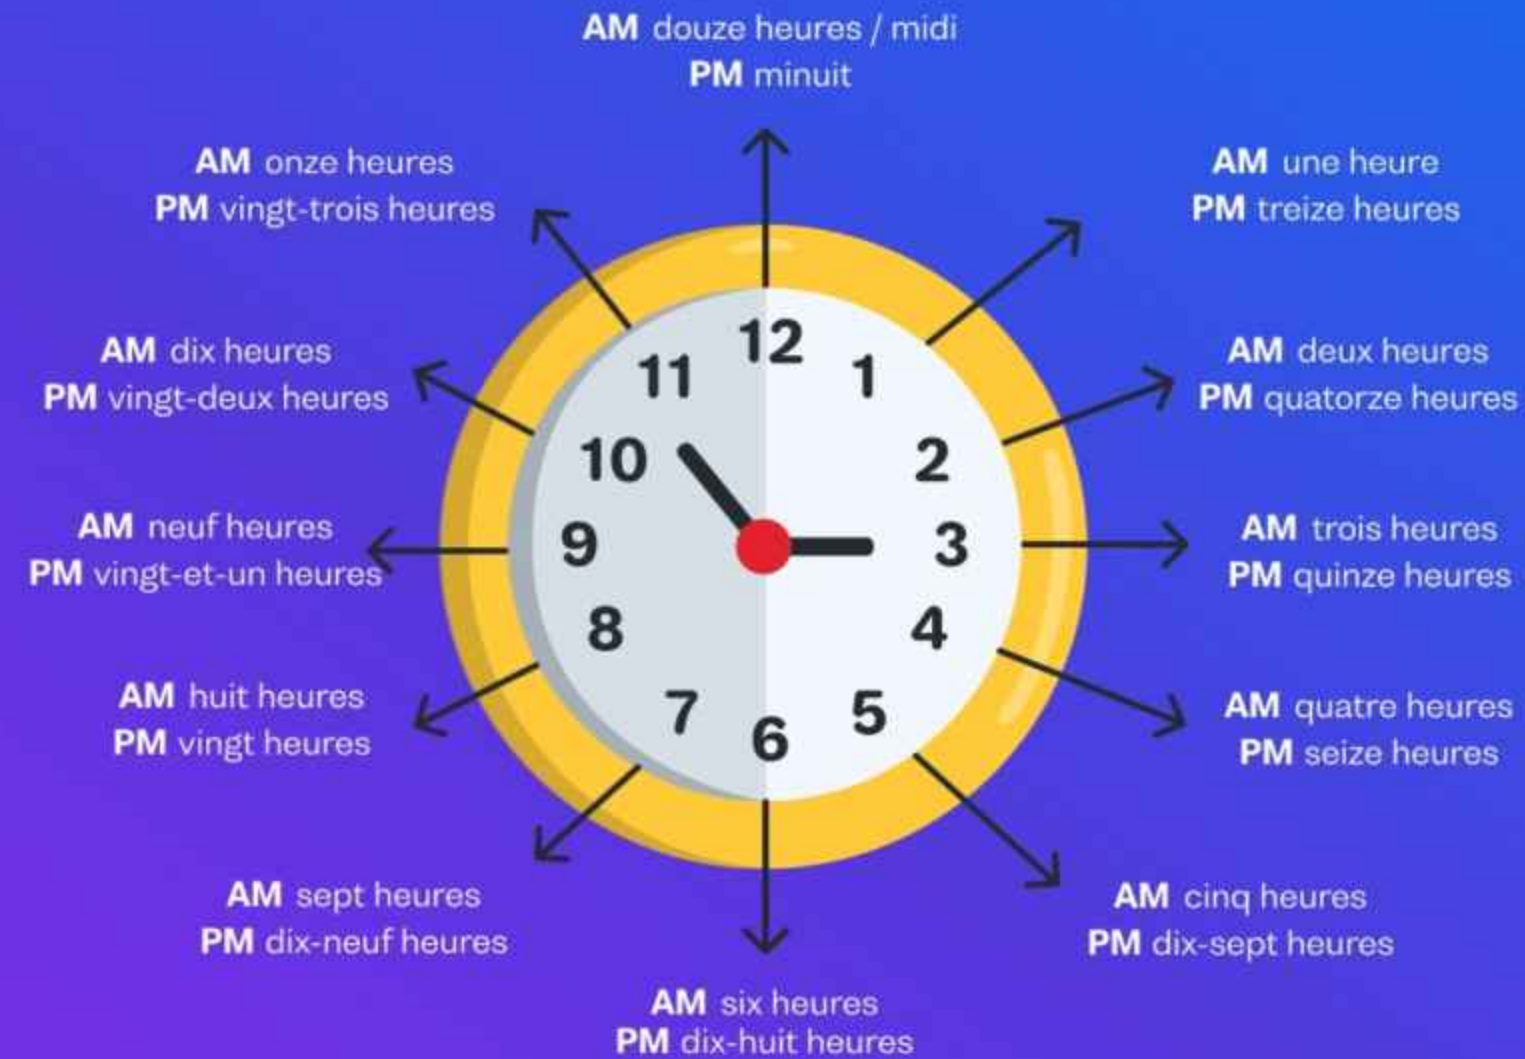 AM douze heures / midi
PM minuit
AM une heure
PM treize heures
AM deux heures
PM quatorze heures
AM trois heures
PM quinze heures
AM quatre heures
PM seize heures
AM cinq heures
PM dix-sept heures
AM six heures
PM dix-huit heures
AM sept heures
PM dix-neuf heures
AM huit heures
PM vingt heures
AM neuf heures
PM vingt-et-un heures
AM dix heures
PM vingt-deux heures
AM onze heures
PM vingt-trois heures
12
1
2
3
4
5
6
7
8
9
10
11